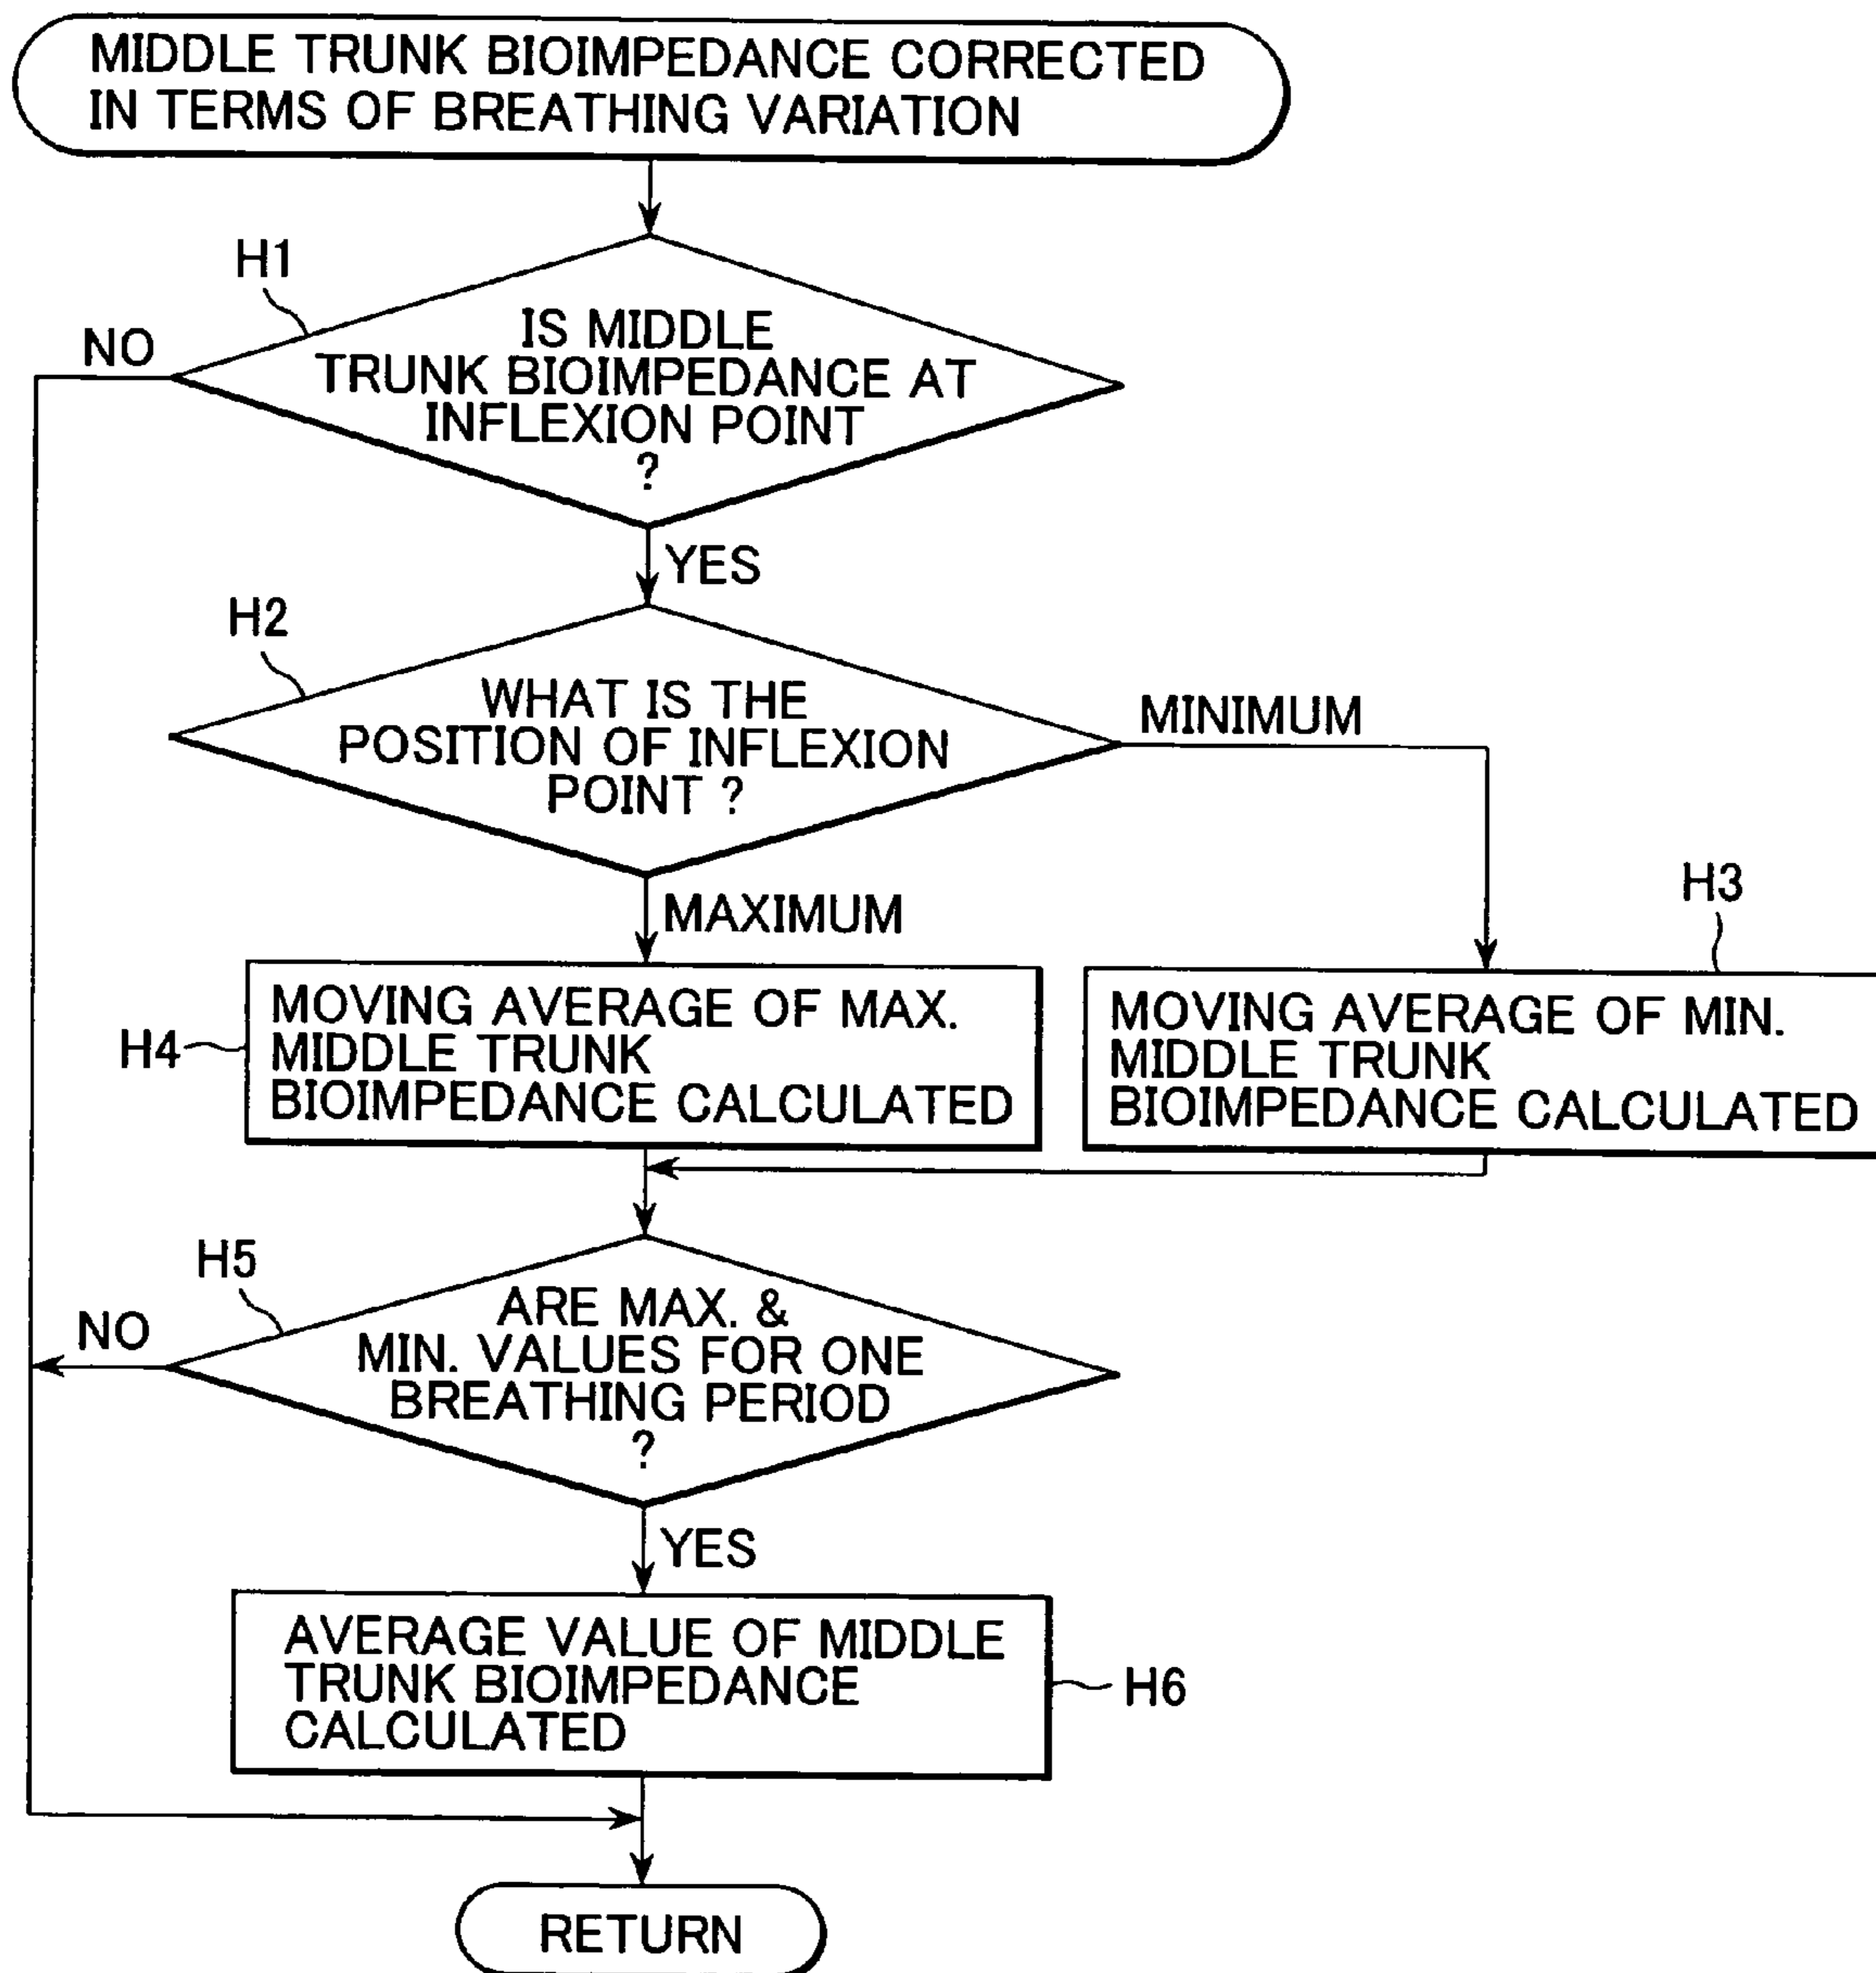 MIDDLE TRUNK BIOIMPEDANCE CORRECTED
IN TERMS OF BREATHING VARIATION
H1
NO
IS MIDDLE
TRUNK BIOIMPEDANCE AT
INFLEXION POINT
?
YES
H2
WHAT IS THE
POSITION OF INFLEXION
POINT ?
MINIMUM
MAXIMUM
H3
H4
MOVING AVERAGE OF MAX.
MIDDLE TRUNK
BIOIMPEDANCE CALCULATED
MOVING AVERAGE OF MIN.
MIDDLE TRUNK
BIOIMPEDANCE CALCULATED
H5
NO
ARE MAX. &
MIN. VALUES FOR ONE
BREATHING PERIOD
?
YES
AVERAGE VALUE OF MIDDLE
TRUNK BIOIMPEDANCE
CALCULATED
H6
RETURN